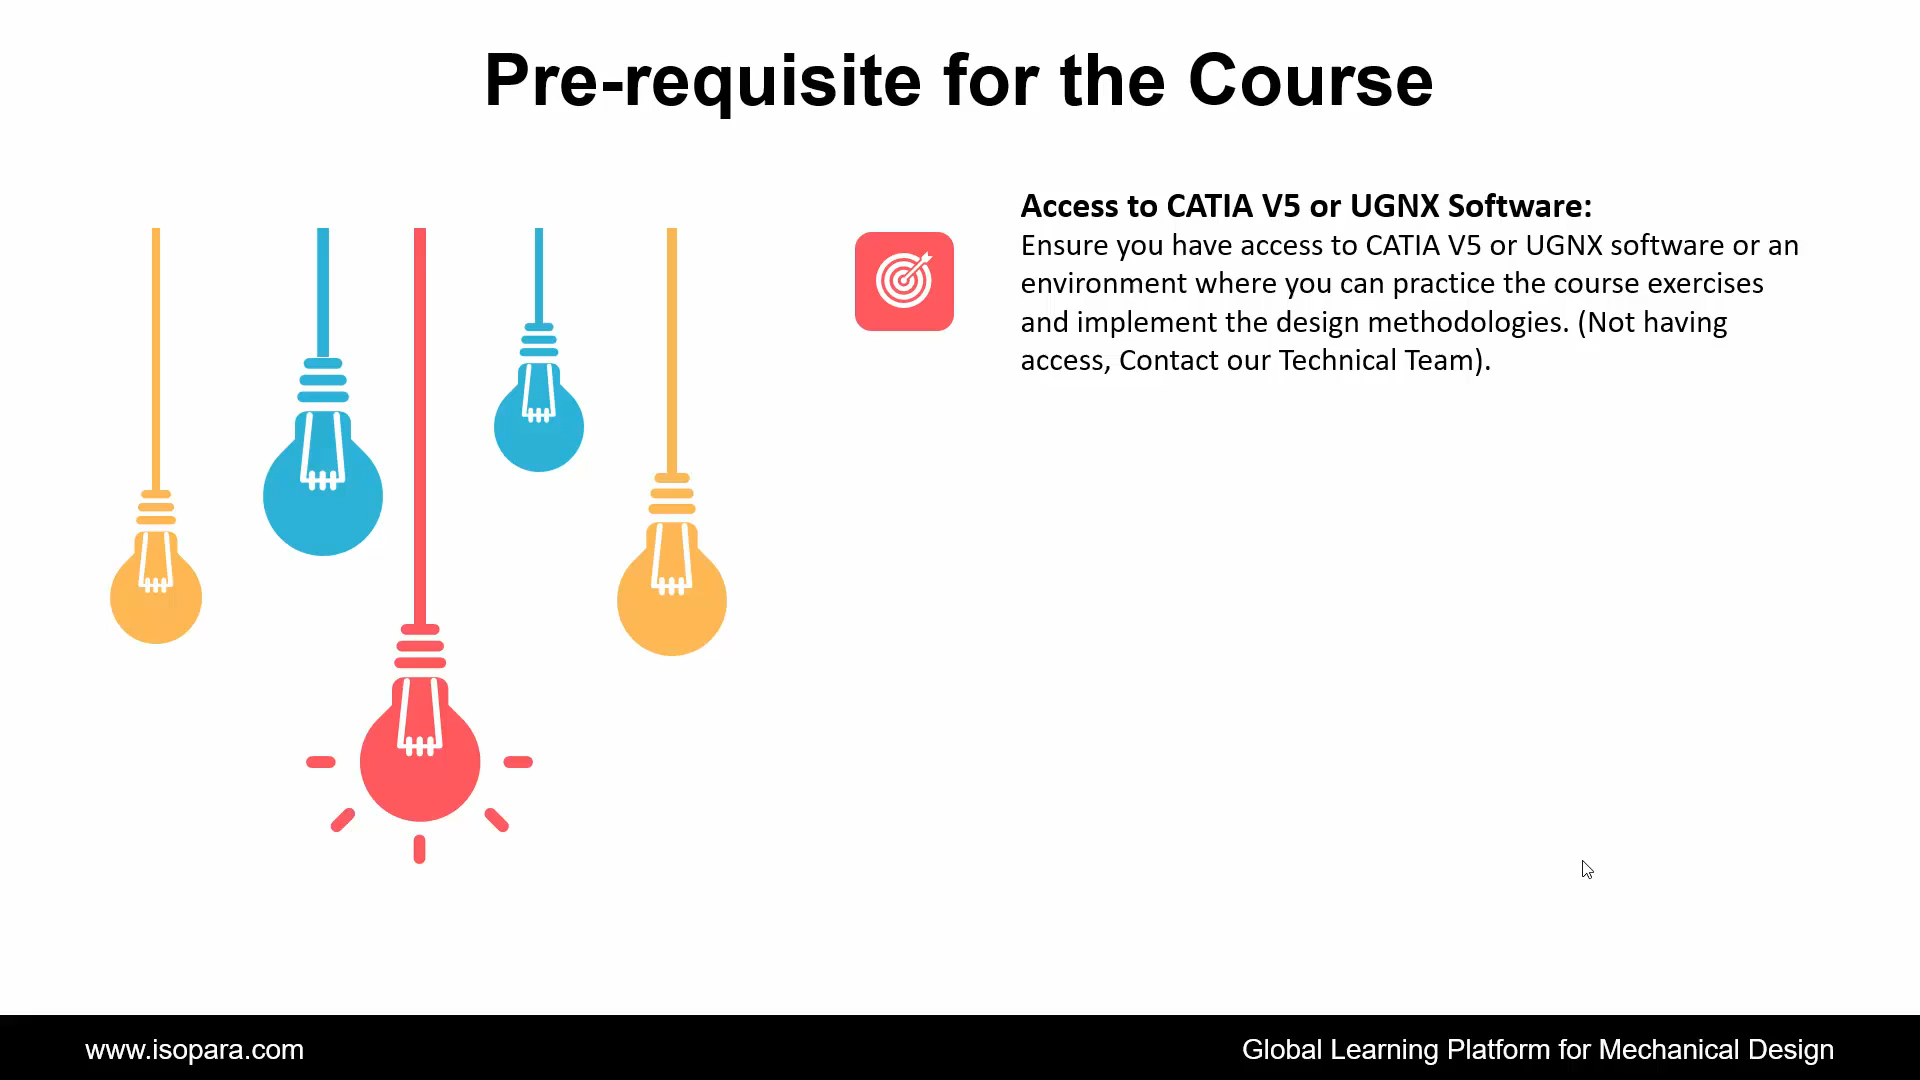 Pre-requisite for the Course
Access to CATIA V5 or UGNX Software:
Ensure you have access to CATIA V5 or UGNX software or an
environment where you can practice the course exercises
and implement the design methodologies. (Not having
access, Contact our Technical Team).
www.isopara.com
Global Learning Platform for Mechanical Design